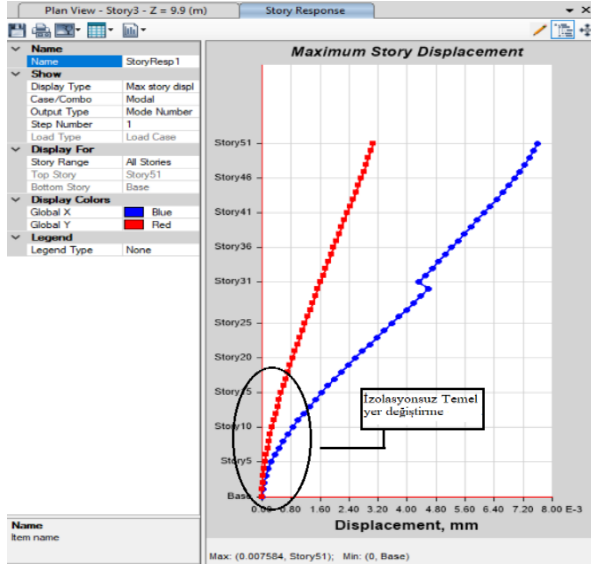 Plan View - Story3 - Z = 9.9 (m)
Story Response
Name
Name StoryResp1
Show
Display Type Max story displ
Case/Combo Modal
Output Type Mode Number
Step Number 1
Load Type Load Case
Display For
Story Range All Stories
Top Story Story51
Bottom Story Base
Display Colors
Global X Blue
Global Y Red
Legend
Legend Type None
Name
Item name
Maximum Story Displacement
Story51
Story46
Story41
Story36
Story31
Story25
Story20
Story15
Story10
Story5
Base
İzolasyonsuz Temel
yer değiştirme
0.00 0.80 1.60 2.40 3.20 4.00 4.80 5.60 6.40 7.20 8.00 E-3
Displacement, mm
Max: (0.007584, Story51); Min: (0, Base)